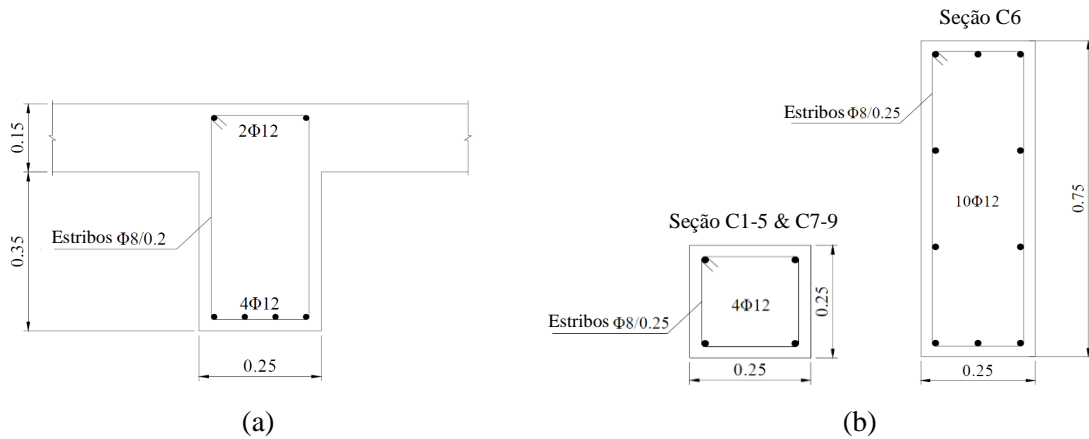 0.15
0.35
2Φ12
Estribos Φ8/0.2
4Φ12
0.25
(a)
Seção C6
Estribos Φ8/0.25
10Φ12
0.75
0.25
Seção C1-5 & C7-9
Estribos Φ8/0.25
4Φ12
0.25
0.25
(b)